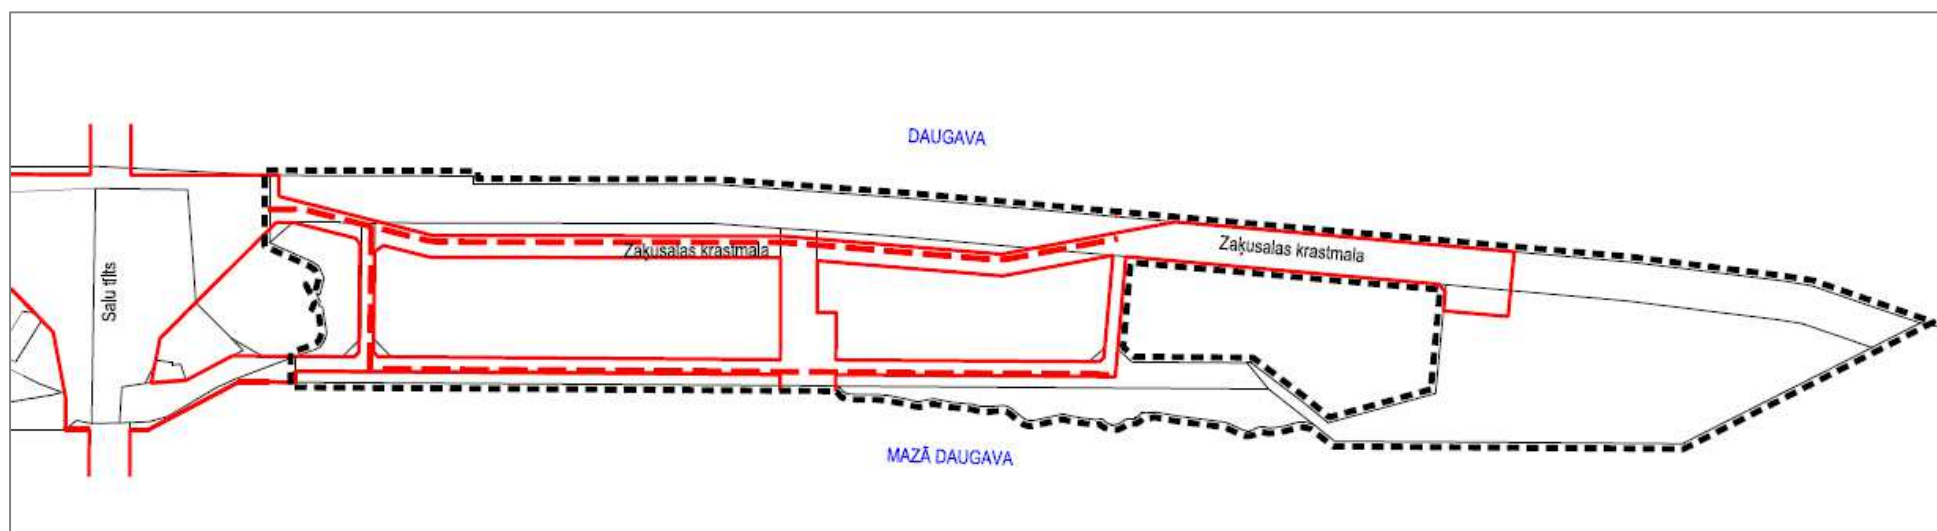 DAUGAVA
Zaķusalas krastmala
Zaķusalas krastmala
Salu tilts
MAZĀ DAUGAVA